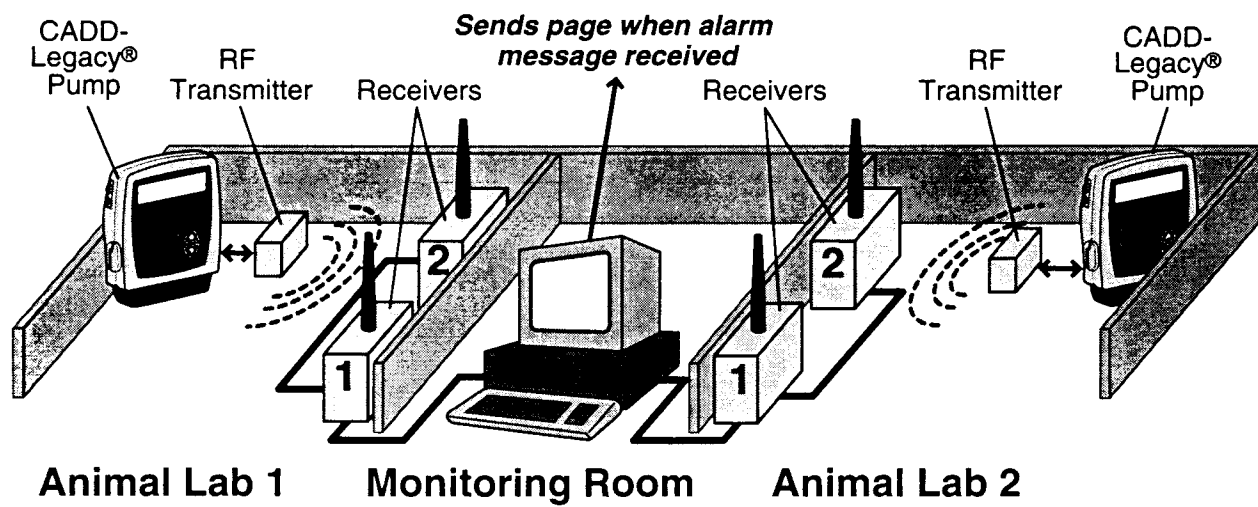 CADD-
Legacy®
Pump
RF
Transmitter
Receivers
Sends page when alarm
message received
Receivers
RF
Transmitter
CADD-
Legacy®
Pump
2
1
2
1
Animal Lab 1
Monitoring Room
Animal Lab 2